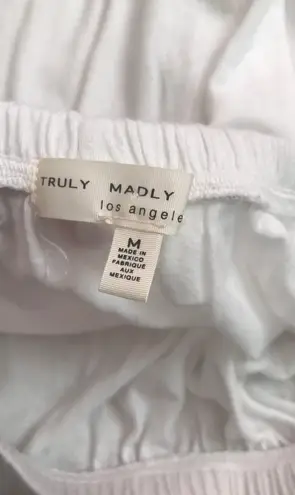 TRULY MADLY
los angele
M
MADE IN
MEXICO
FABRIQUE
AUX
MEXIQUE